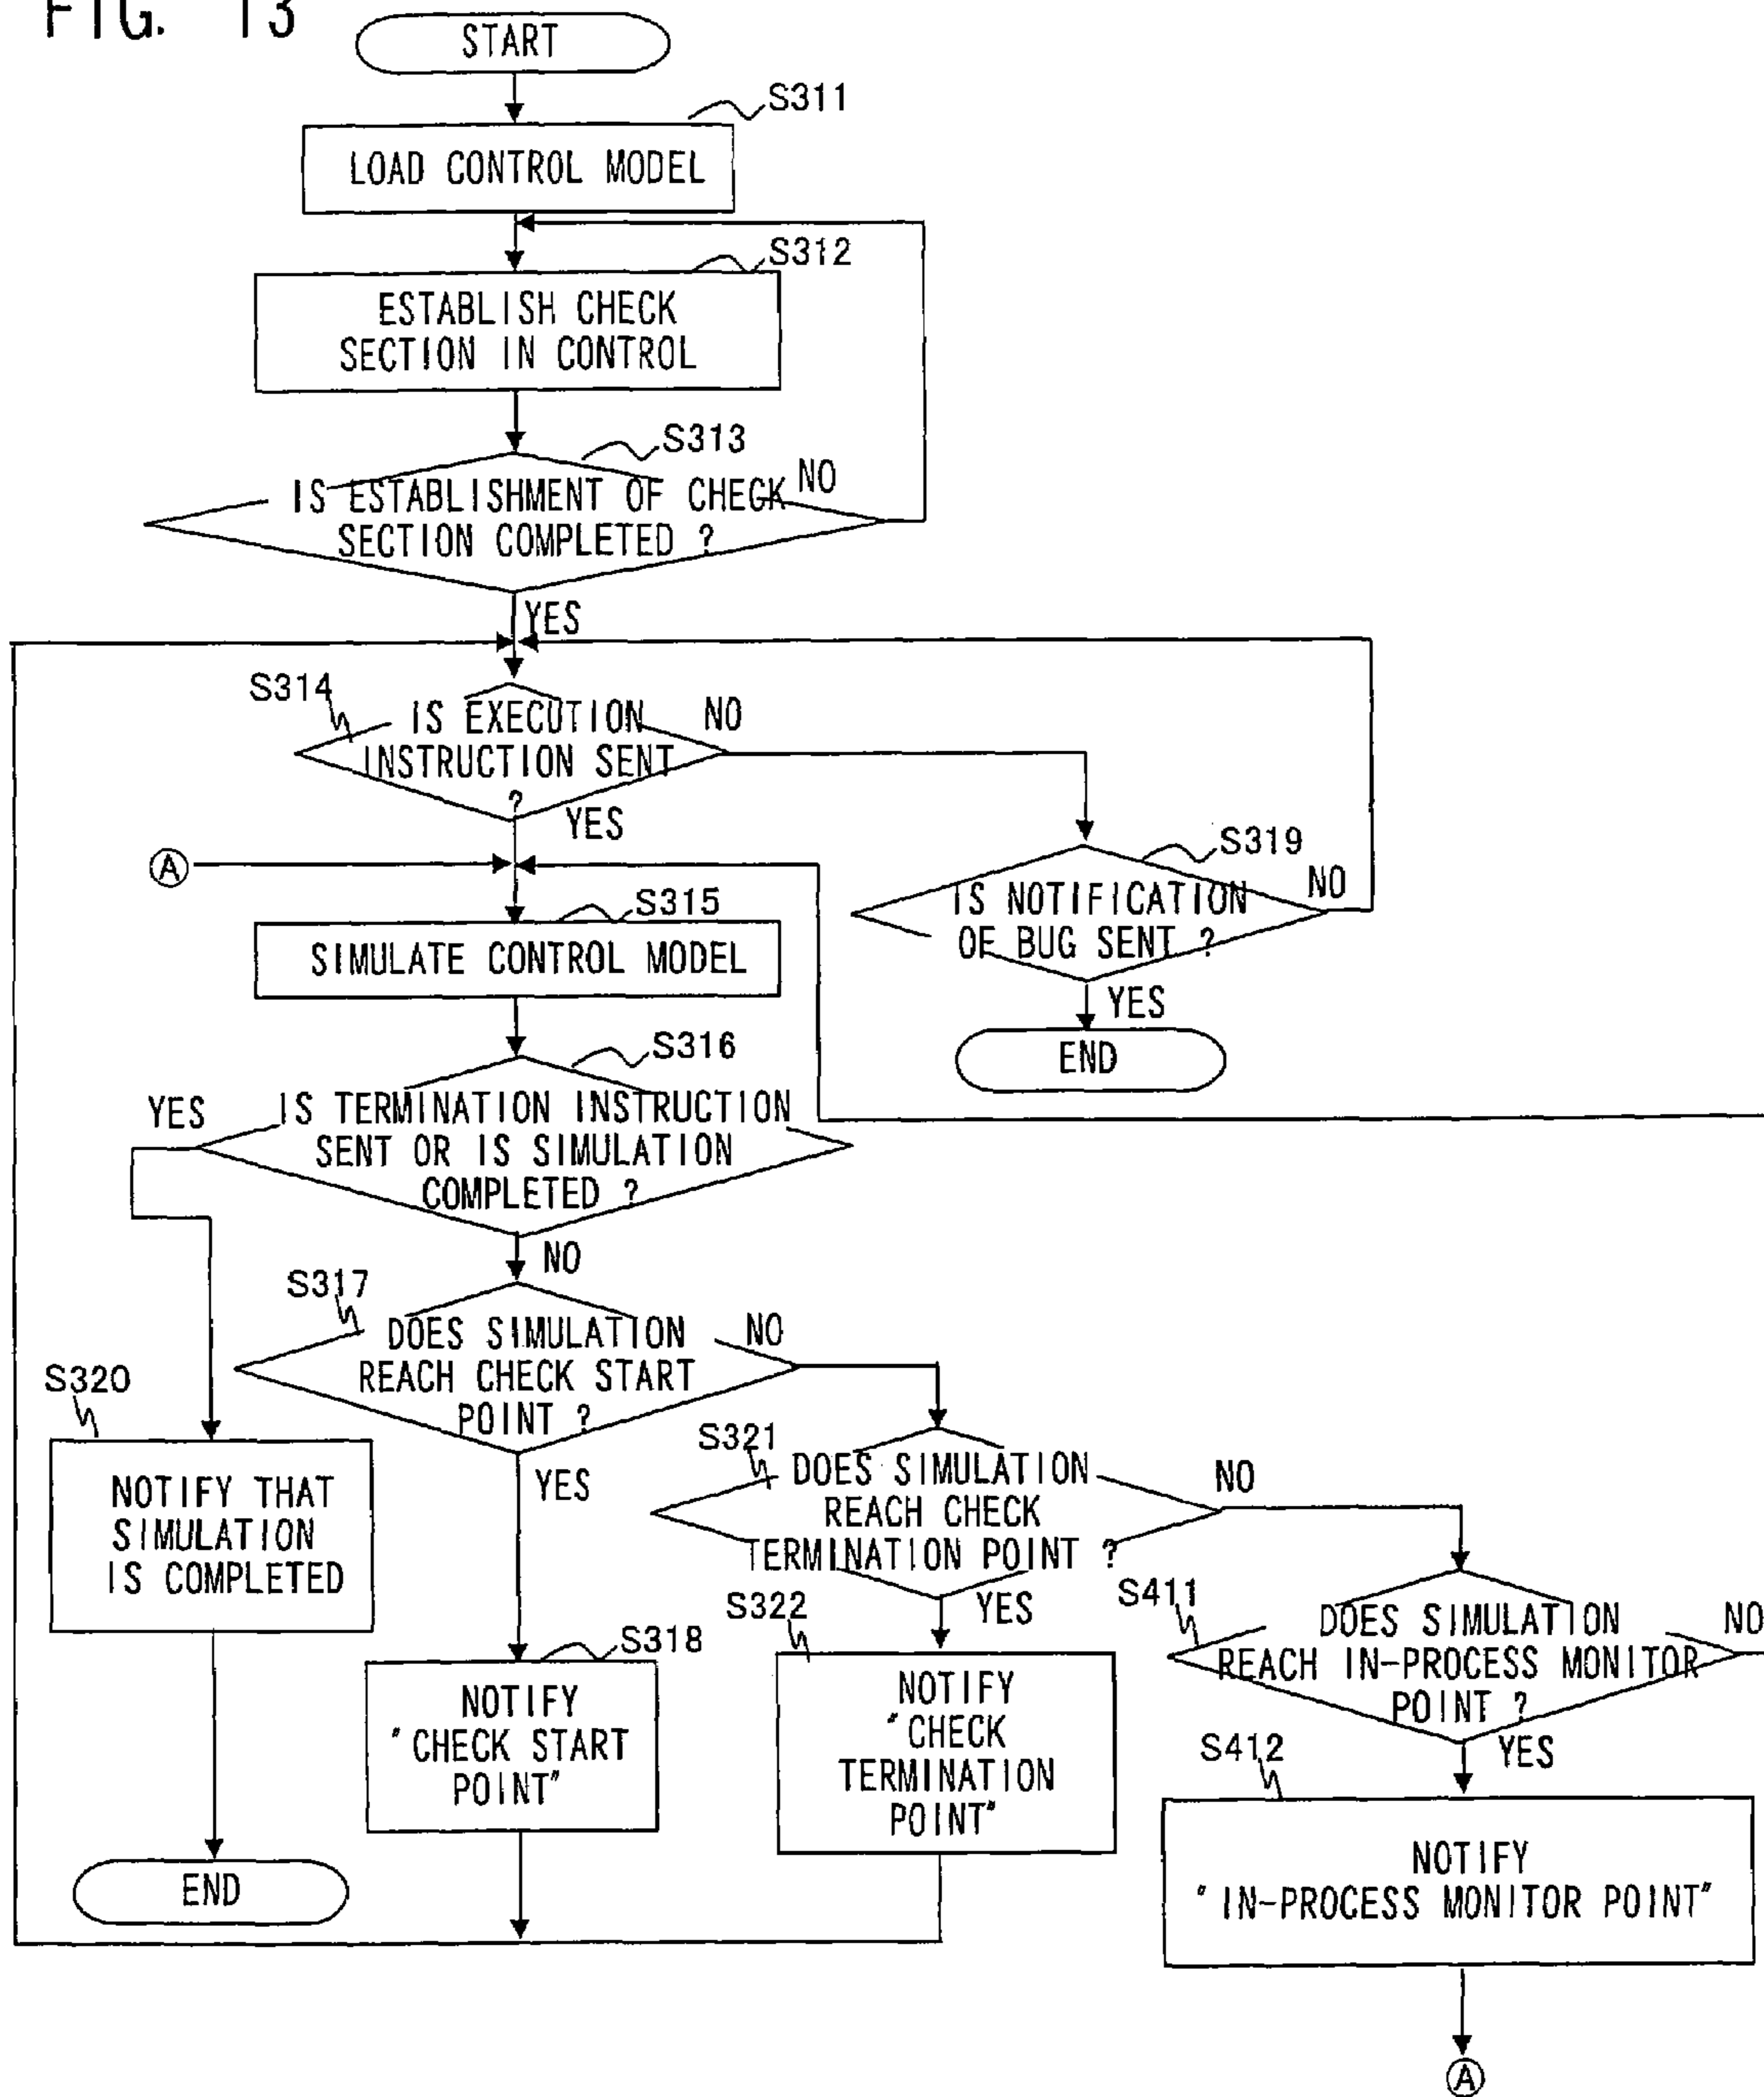 FIG. 13
START
S311
LOAD CONTROL MODEL
S312
ESTABLISH CHECK
SECTION IN CONTROL
S313
IS ESTABLISHMENT OF CHECK
SECTION COMPLETED ?
NO
YES
S314
IS EXECUTION
INSTRUCTION SENT
?
NO
YES
A
S319
IS NOTIFICATION
OF BUG SENT ?
NO
YES
END
S315
SIMULATE CONTROL MODEL
S316
YES
IS TERMINATION INSTRUCTION
SENT OR IS SIMULATION
COMPLETED ?
NO
S317
DOES SIMULATION
REACH CHECK START
POINT ?
NO
YES
S320
NOTIFY THAT
SIMULATION
IS COMPLETED
END
S318
NOTIFY
"CHECK START
POINT"
S321
DOES SIMULATION
REACH CHECK
TERMINATION POINT ?
NO
YES
S322
NOTIFY
"CHECK
TERMINATION
POINT"
S411
DOES SIMULATION
REACH IN-PROCESS MONITOR
POINT ?
NO
YES
S412
NOTIFY
"IN-PROCESS MONITOR POINT"
A